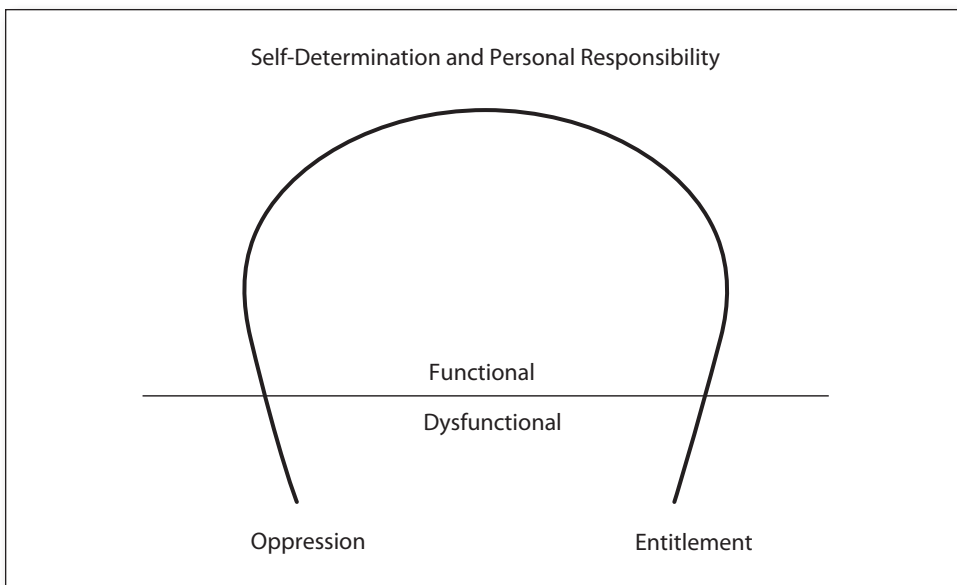 Self-Determination and Personal Responsibility
Functional
Dysfunctional
Oppression
Entitlement